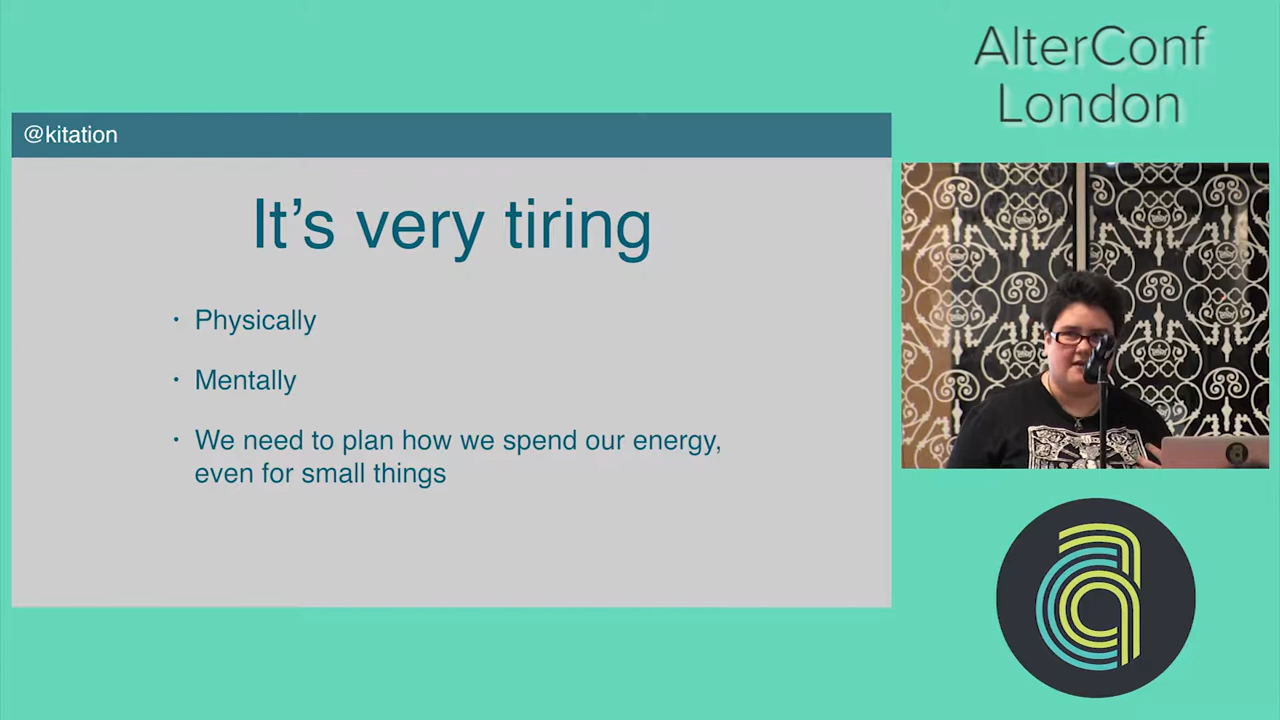 AlterConf
London
@kitation
It's very tiring
· Physically
· Mentally
· We need to plan how we spend our energy,
even for small things